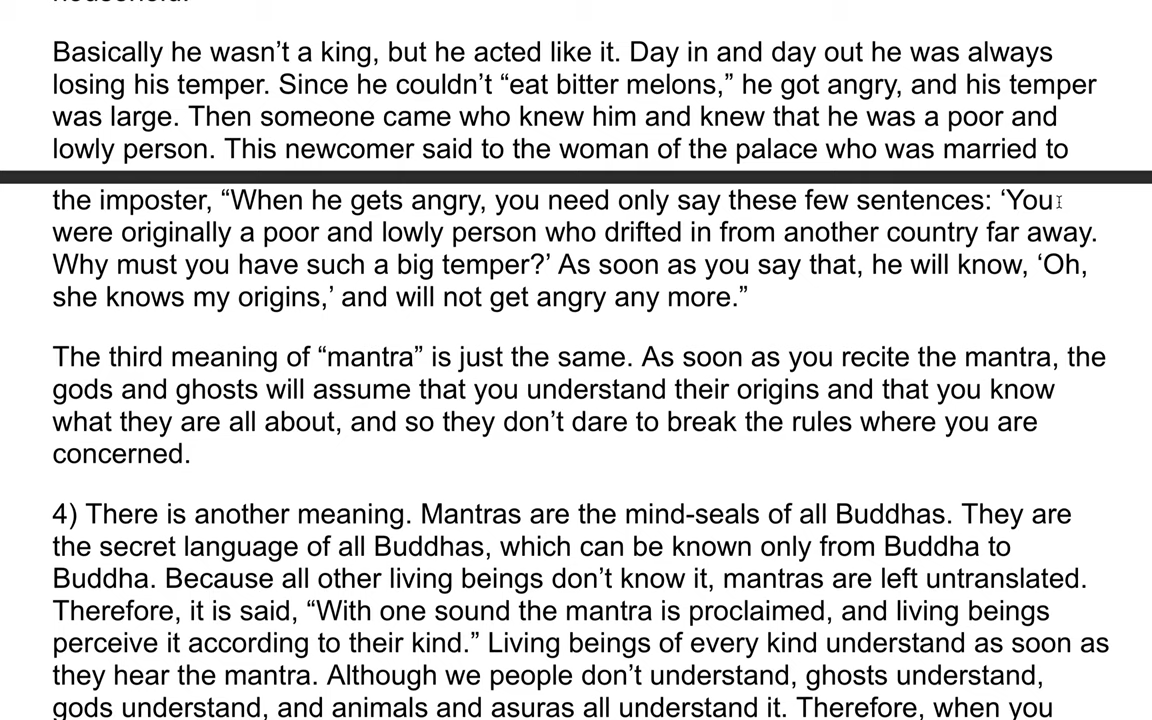 household.
Basically he wasn’t a king, but he acted like it. Day in and day out he was always
losing his temper. Since he couldn’t “eat bitter melons,” he got angry, and his temper
was large. Then someone came who knew him and knew that he was a poor and
lowly person. This newcomer said to the woman of the palace who was married to
the imposter, “When he gets angry, you need only say these few sentences: ‘You
were originally a poor and lowly person who drifted in from another country far away.
Why must you have such a big temper?’ As soon as you say that, he will know, ‘Oh,
she knows my origins,’ and will not get angry any more.”
The third meaning of “mantra” is just the same. As soon as you recite the mantra, the
gods and ghosts will assume that you understand their origins and that you know
what they are all about, and so they don’t dare to break the rules where you are
concerned.
4) There is another meaning. Mantras are the mind-seals of all Buddhas. They are
the secret language of all Buddhas, which can be known only from Buddha to
Buddha. Because all other living beings don’t know it, mantras are left untranslated.
Therefore, it is said, “With one sound the mantra is proclaimed, and living beings
perceive it according to their kind.” Living beings of every kind understand as soon as
they hear the mantra. Although we people don’t understand, ghosts understand,
gods understand, and animals and asuras all understand it. Therefore, when you